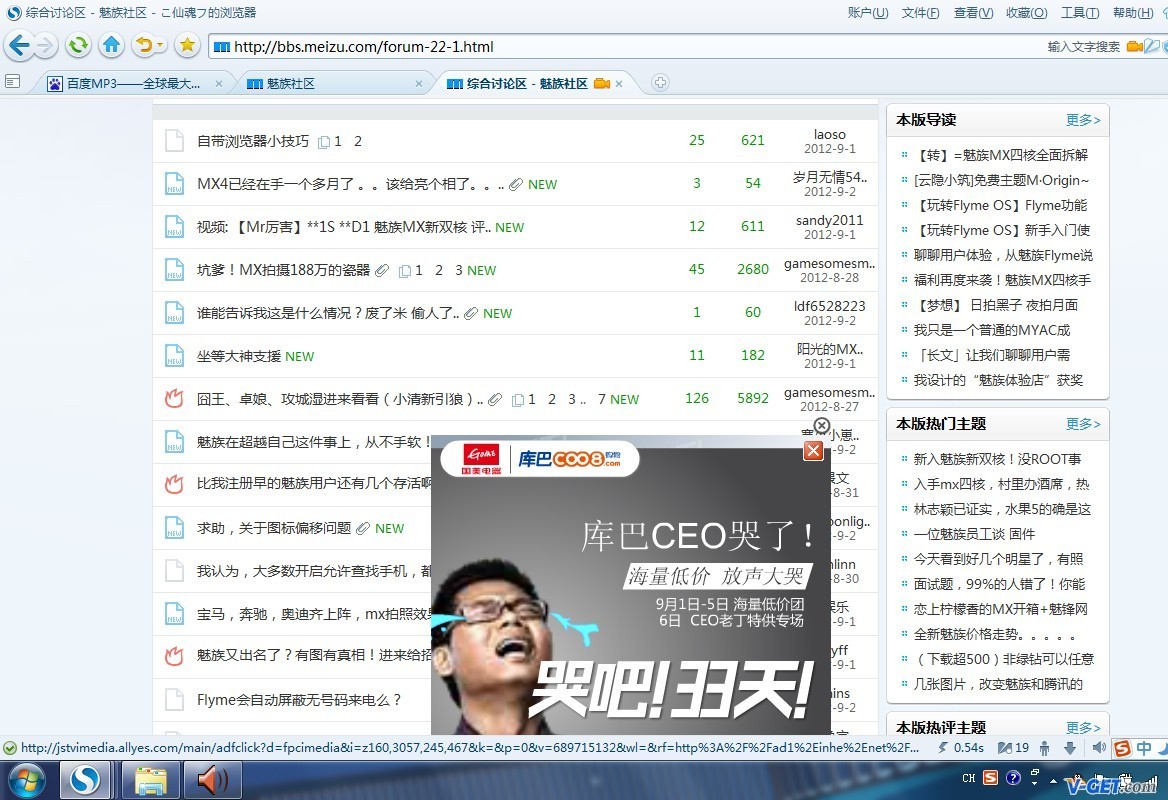 综合讨论区 - 魅族社区 - こ仙魂フ的浏览器
账户(U) 文件(F) 查看(V) 收藏(O) 工具(T) 帮助(H)
http://bbs.meizu.com/forum-22-1.html
输入文字搜索
百度MP3——全球最大...
魅族社区
综合讨论区 - 魅族社区
自带浏览器小技巧 1 2 25 621 laoso
2012-9-1
MX4已经在手一个多月了 。。该给亮个相了。。.. NEW 3 54 岁月无情54..
2012-9-2
视频: 【Mr厉害】**1S **D1 魅族MX新双核 评.. NEW 12 611 sandy2011
2012-9-1
坑爹！MX拍摄188万的瓷器 1 2 3 NEW 45 2680 gamesomesm..
2012-8-28
谁能告诉我这是什么情况？废了米 偷人了.. NEW 1 60 ldf6528223
2012-9-2
坐等大神支援 NEW 11 182 阳光的MX..
2012-9-1
囧王、卓娘、攻城湿进来看看（小清新引狼）.. 1 2 3 .. 7 NEW 126 5892 gamesomesm..
2012-8-27
魅族在超越自己这件事上，从不手软！
-9-2
比我注册早的魅族用户还有几个存活啊
-8-31
求助，关于图标偏移问题 NEW
-9-2
我认为，大多数开启允许查找手机，都
-8-30
宝马，奔驰，奥迪齐上阵，mx拍照效果
-9-1
魅族又出名了？有图有真相！进来给招
-9-1
Flyme会自动屏蔽无号码来电么？
-9-2
国美电器
库巴COO8购物.com
库巴CEO哭了！
海量低价 放声大哭
9月1日-5日 海量低价团
6日 CEO老丁特供专场
哭吧！33天！
本版导读 更多>
【转】=魅族MX四核全面拆解
[云隐小筑]免费主题M·Origin~
【玩转Flyme OS】Flyme功能
【玩转Flyme OS】新手入门使
聊聊用户体验，从魅族Flyme说
福利再度来袭！魅族MX四核手
【梦想】 日拍黑子 夜拍月面
我只是一个普通的MYAC成
「长文」让我们聊聊用户需
我设计的“魅族体验店”获奖
本版热门主题 更多>
新入魅族新双核！没ROOT事
入手mx四核，村里办酒席，热
林志颖已证实，水果5的确是这
一位魅族员工谈 固件
今天看到好几个明星了，有照
面试题，99%的人错了！你能
恋上柠檬香的MX开箱+魅锋网
全新魅族价格走势。。。。。
（下载超500）非绿钻可以任意
几张图片，改变魅族和腾讯的
本版热评主题 更多>
http://jstvimedia.allyes.com/main/adfclick?d=fpcimedia&i=z160,3057,245,467&k=&p=0&v=689715132&wl=&rf=http%3A%2F%2Fad1%2Einhe%2Enet%2F... 0.54s 19 中
CH
V-GET.com